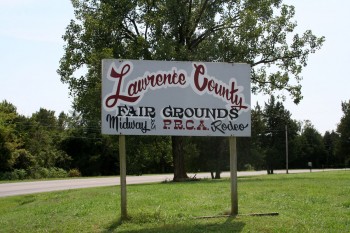 Lawrence County
FAIR GROUNDS
Midway & P.R.C.A. Rodeo